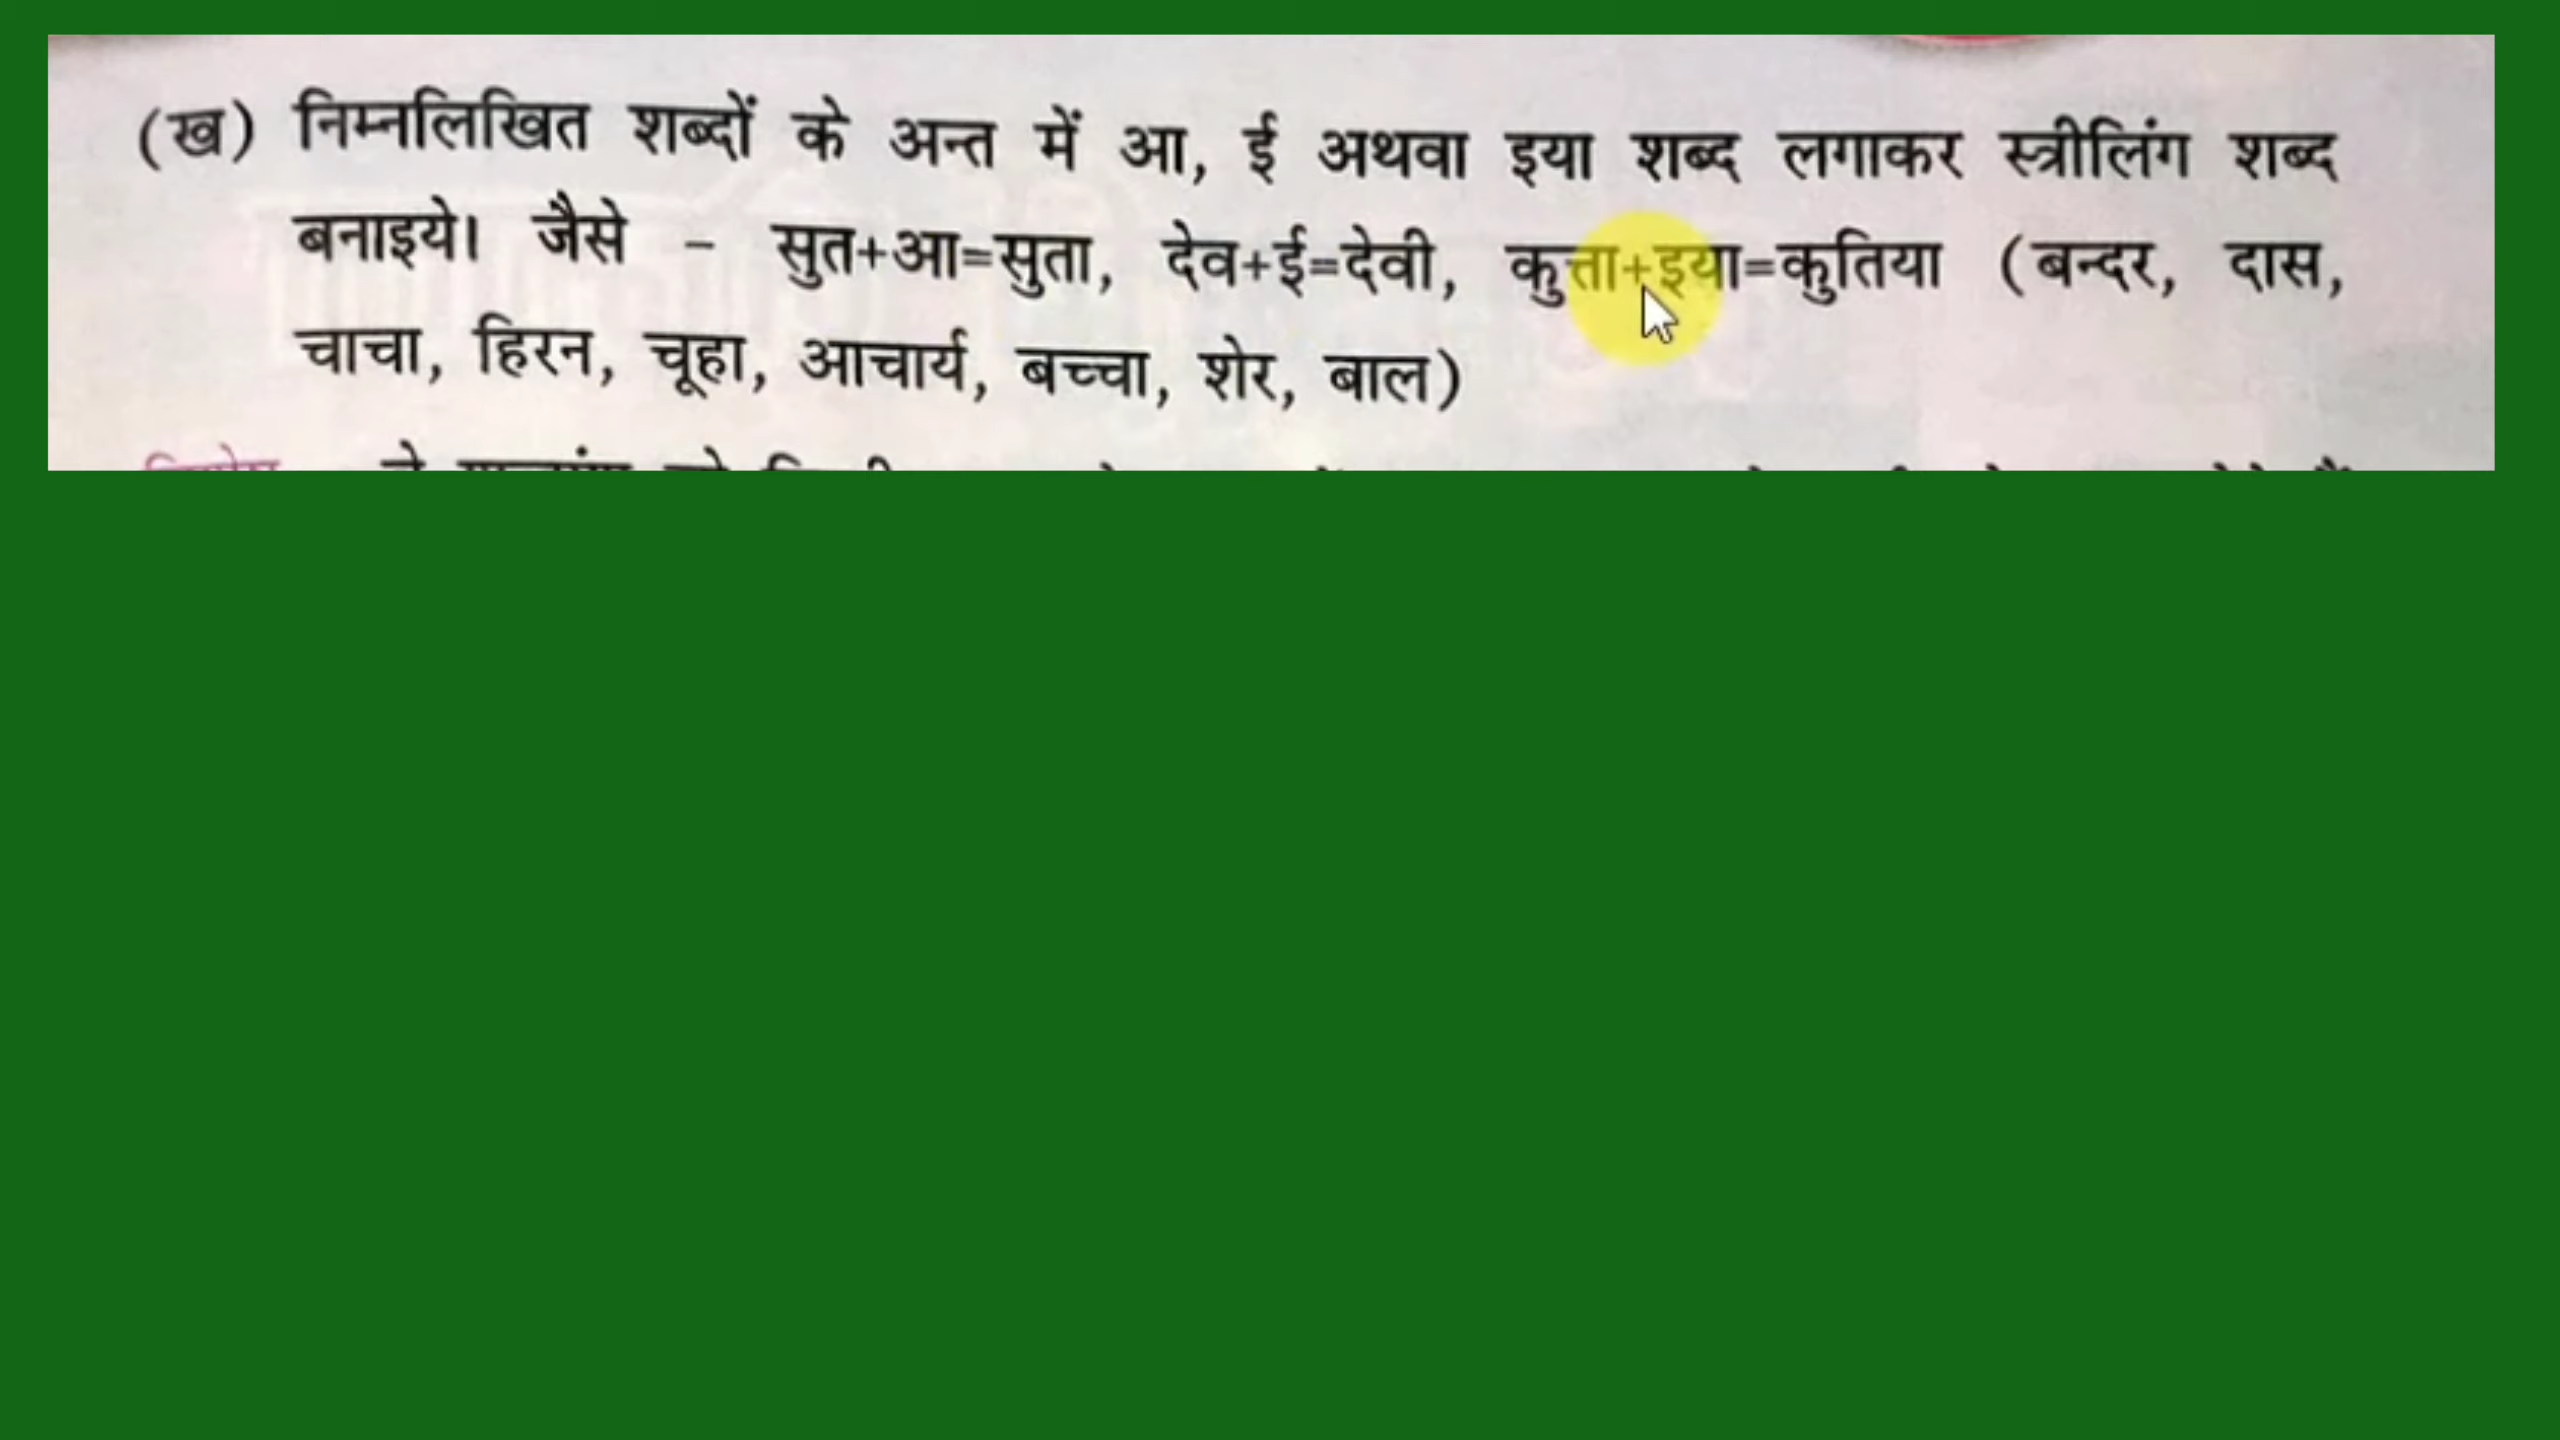 (ख) निम्नलिखित शब्दों के अन्त में आ, ई अथवा इया शब्द लगाकर स्त्रीलिंग शब्द
बनाइये। जैसे - सुत+आ=सुता, देव+ई=देवी, कुत्ता+इया=कुतिया (बन्दर, दास,
चाचा, हिरन, चूहा, आचार्य, बच्चा, शेर, बाल)